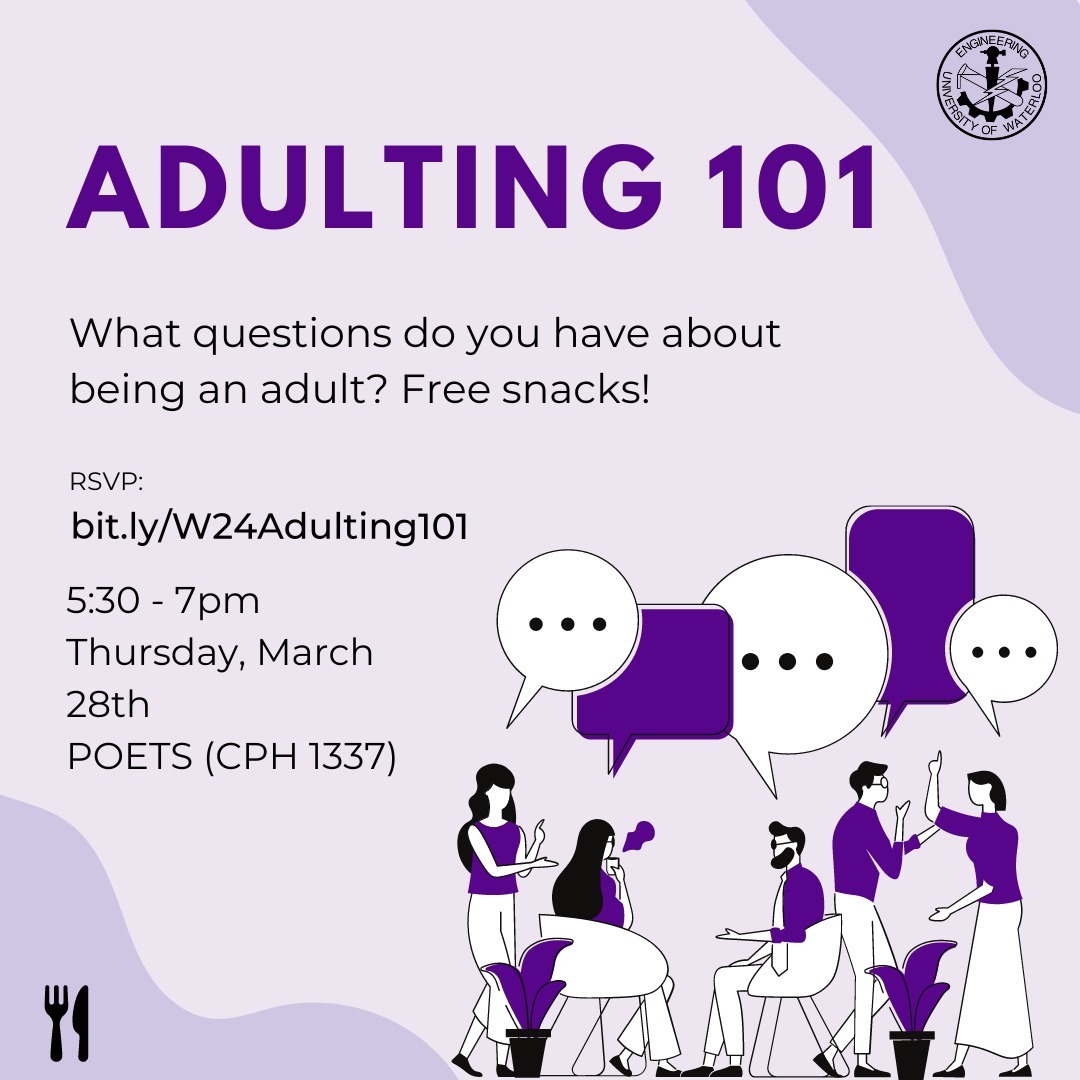 ENGINEERING
UNIVERSITY OF WATERLOO
ADULTING 101
What questions do you have about
being an adult? Free snacks!
RSVP:
bit.ly/W24Adulting101
5:30 - 7pm
Thursday, March
28th
POETS (CPH 1337)